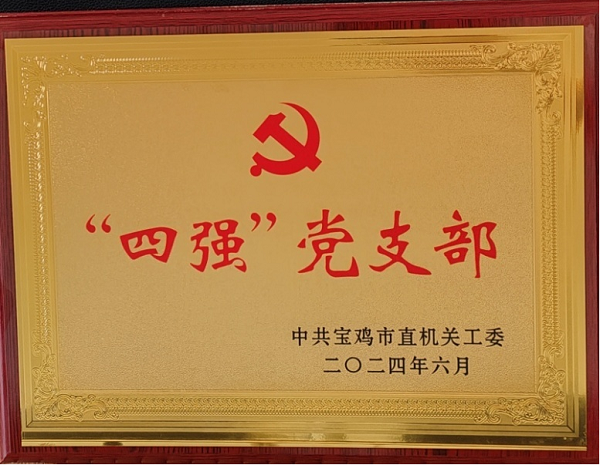 “四强”党支部
中共宝鸡市直机关工委
二〇二四年六月